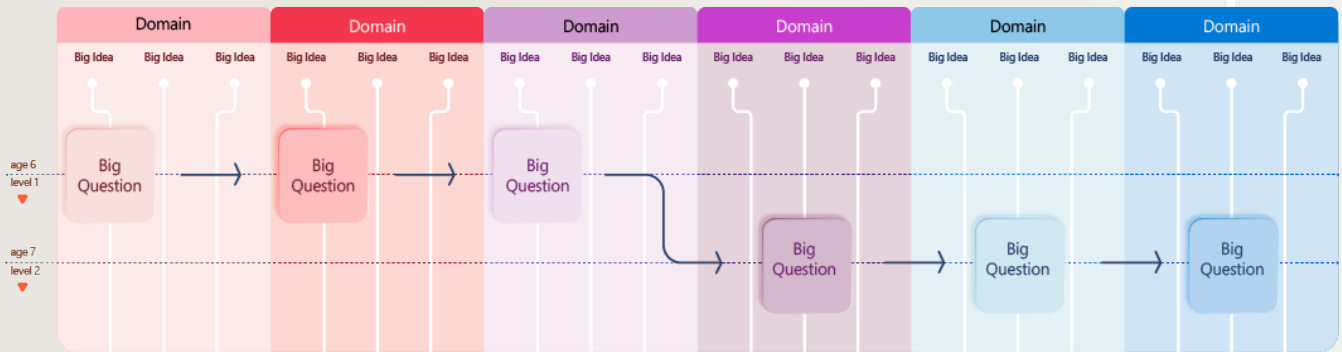 Domain Domain Domain Domain Domain Domain
Big Idea Big Idea Big Idea Big Idea Big Idea Big Idea Big Idea Big Idea Big Idea Big Idea Big Idea Big Idea Big Idea Big Idea Big Idea Big Idea Big Idea Big Idea
age 6
level 1
Big
Question
Big
Question
Big
Question
age 7
level 2
Big
Question
Big
Question
Big
Question